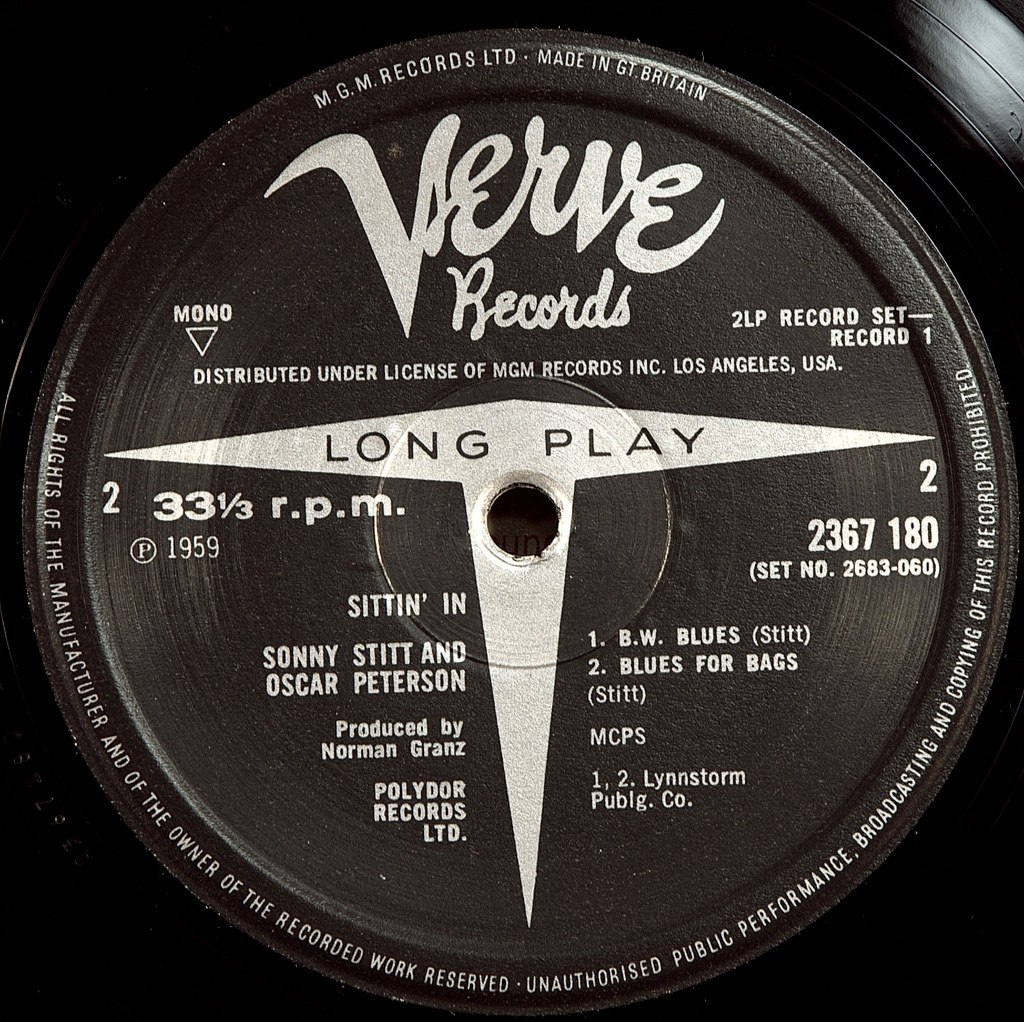 M.G.M. RECORDS LTD · MADE IN GT. BRITAIN
Verve
Records
MONO
2LP RECORD SET—
RECORD 1
DISTRIBUTED UNDER LICENSE OF MGM RECORDS INC. LOS ANGELES, USA.
LONG PLAY
2
33⅓ r.p.m.
Ⓟ 1959
2
2367 180
(SET NO. 2683-060)
SITTIN' IN
SONNY STITT AND
OSCAR PETERSON
Produced by
Norman Granz
POLYDOR
RECORDS
LTD.
1. B.W. BLUES (Stitt)
2. BLUES FOR BAGS
(Stitt)
MCPS
1, 2. Lynnstorm
Publg. Co.
ALL RIGHTS OF THE MANUFACTURER AND OF THE OWNER OF THE RECORDED WORK RESERVED · UNAUTHORISED PUBLIC PERFORMANCE, BROADCASTING AND COPYING OF THIS RECORD PROHIBITED